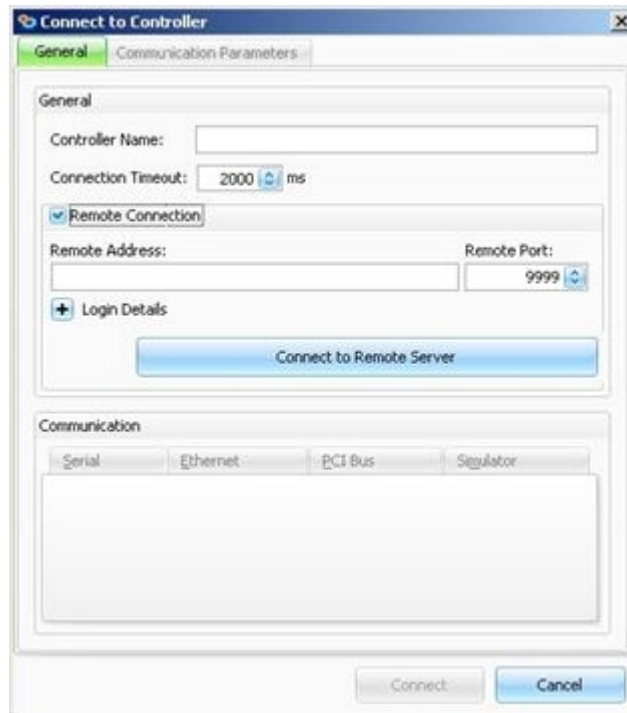 Connect to Controller
General Communication Parameters
General
Controller Name:
Connection Timeout: 2000 ms
Remote Connection
Remote Address: Remote Port:
9999
Login Details
Connect to Remote Server
Communication
Serial Ethernet PCI Bus Simulator
Connect Cancel